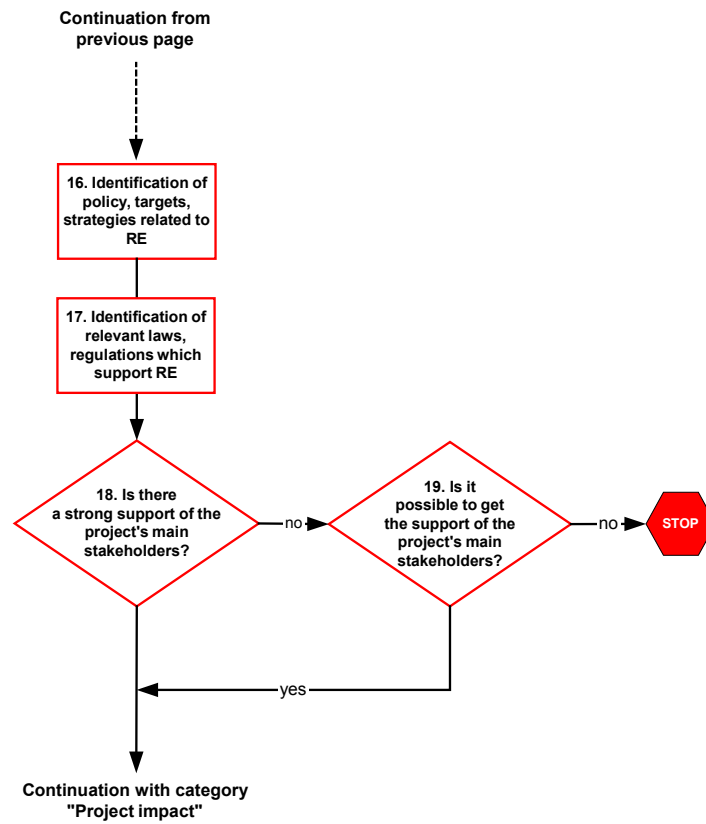 Continuation from
previous page
16. Identification of
policy, targets,
strategies related to
RE
17. Identification of
relevant laws,
regulations which
support RE
18. Is there
a strong support of the
project's main
stakeholders?
no
19. Is it
possible to get
the support of the
project's main
stakeholders?
no
STOP
yes
Continuation with category
"Project impact"